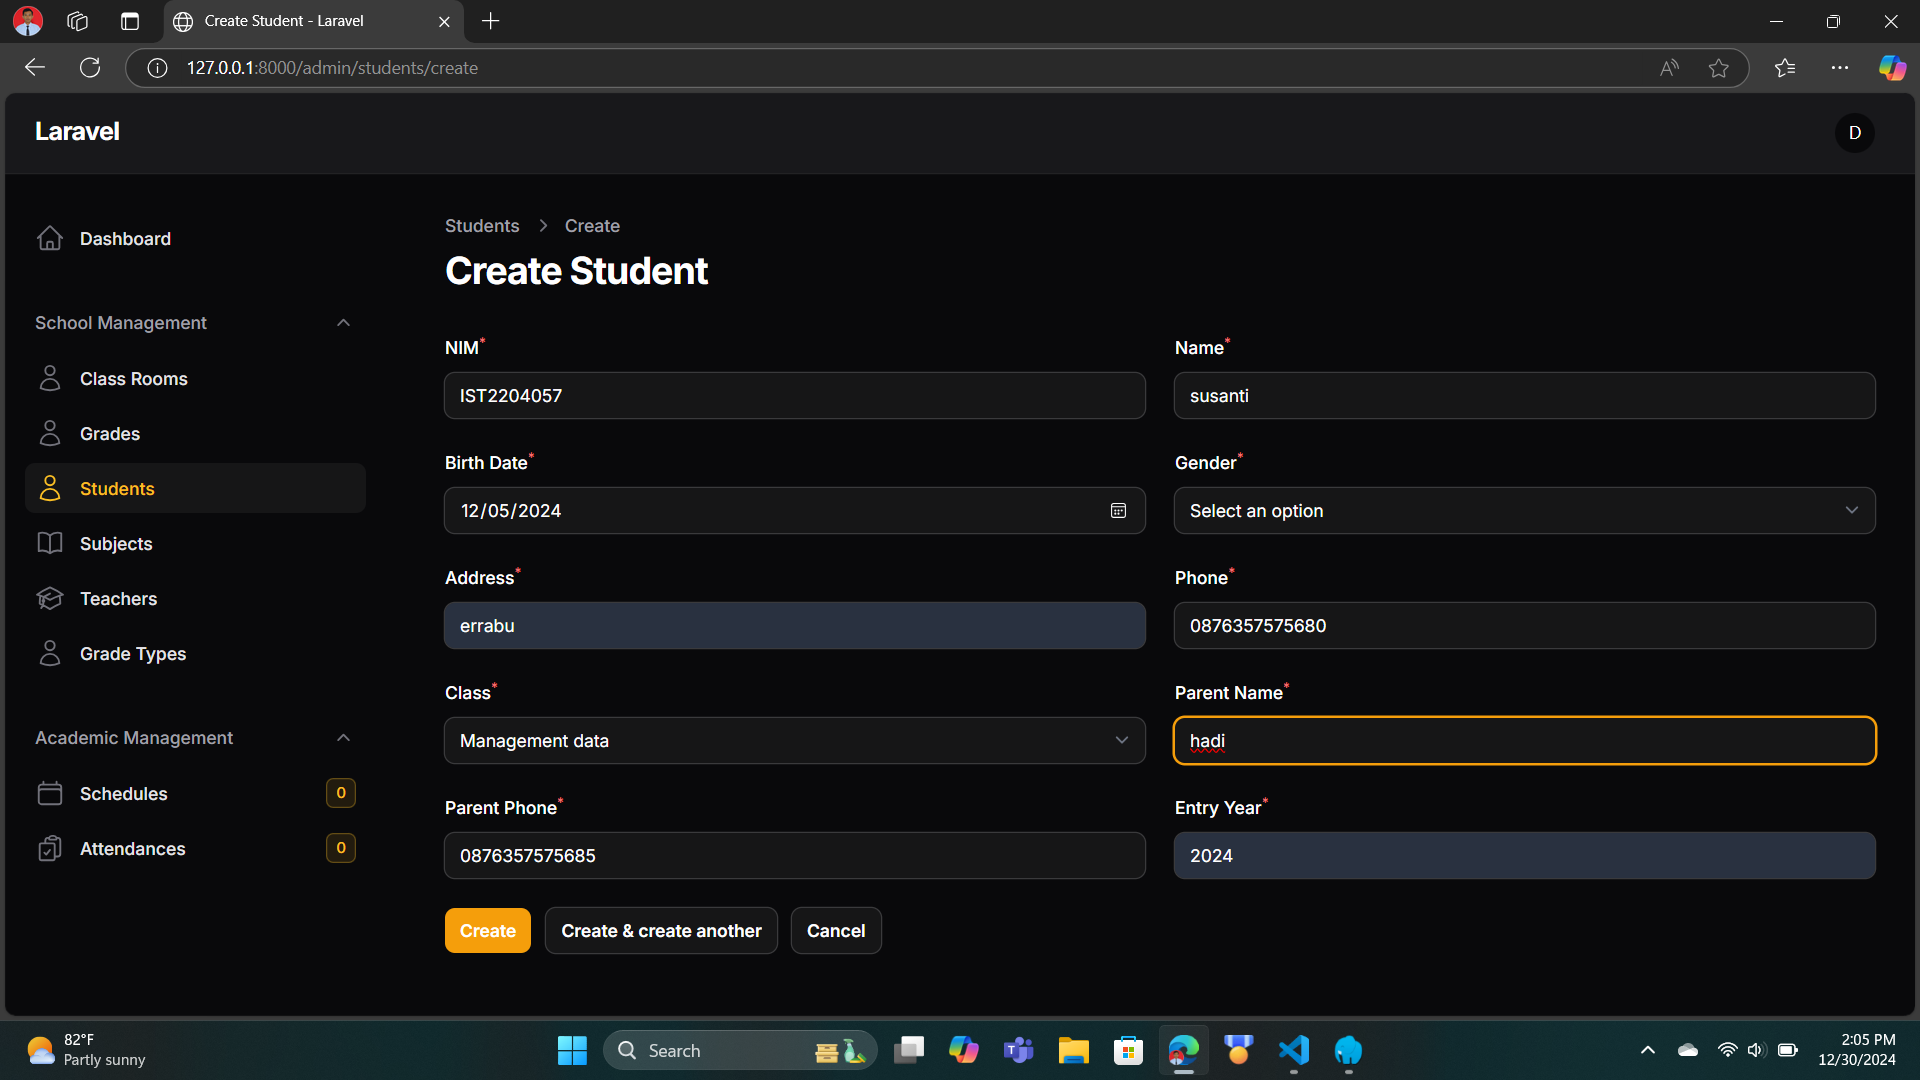 Create Student - Laravel
127.0.0.1:8000/admin/students/create
Laravel
D
Dashboard
School Management
Class Rooms
Grades
Students
Subjects
Teachers
Grade Types
Academic Management
Schedules 0
Attendances 0
Students > Create
Create Student
NIM*
IST2204057
Name*
susanti
Birth Date*
12/05/2024
Gender*
Select an option
Address*
errabu
Phone*
0876357575680
Class*
Management data
Parent Name*
hadi
Parent Phone*
0876357575685
Entry Year*
2024
Create
Create & create another
Cancel
82°F
Partly sunny
Search
2:05 PM
12/30/2024